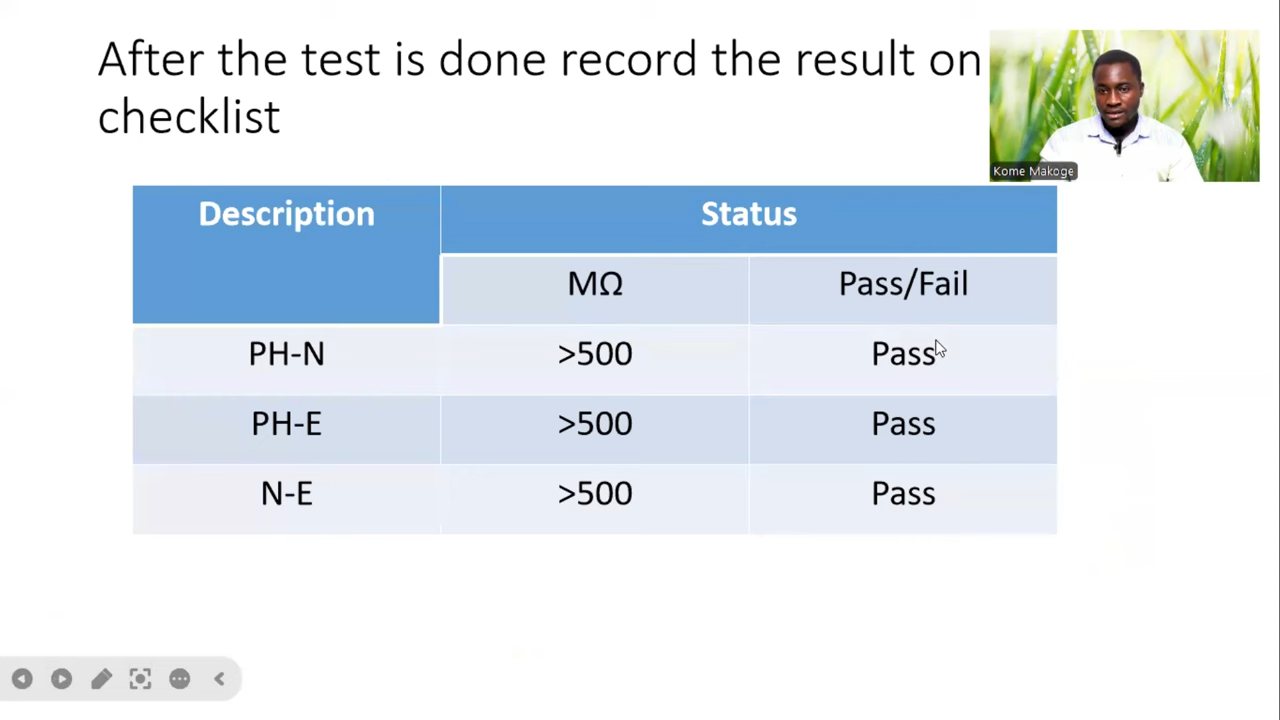 After the test is done record the result on
checklist
Kome Makoge
Description Status
MΩ Pass/Fail
PH-N >500 Pass
PH-E >500 Pass
N-E >500 Pass